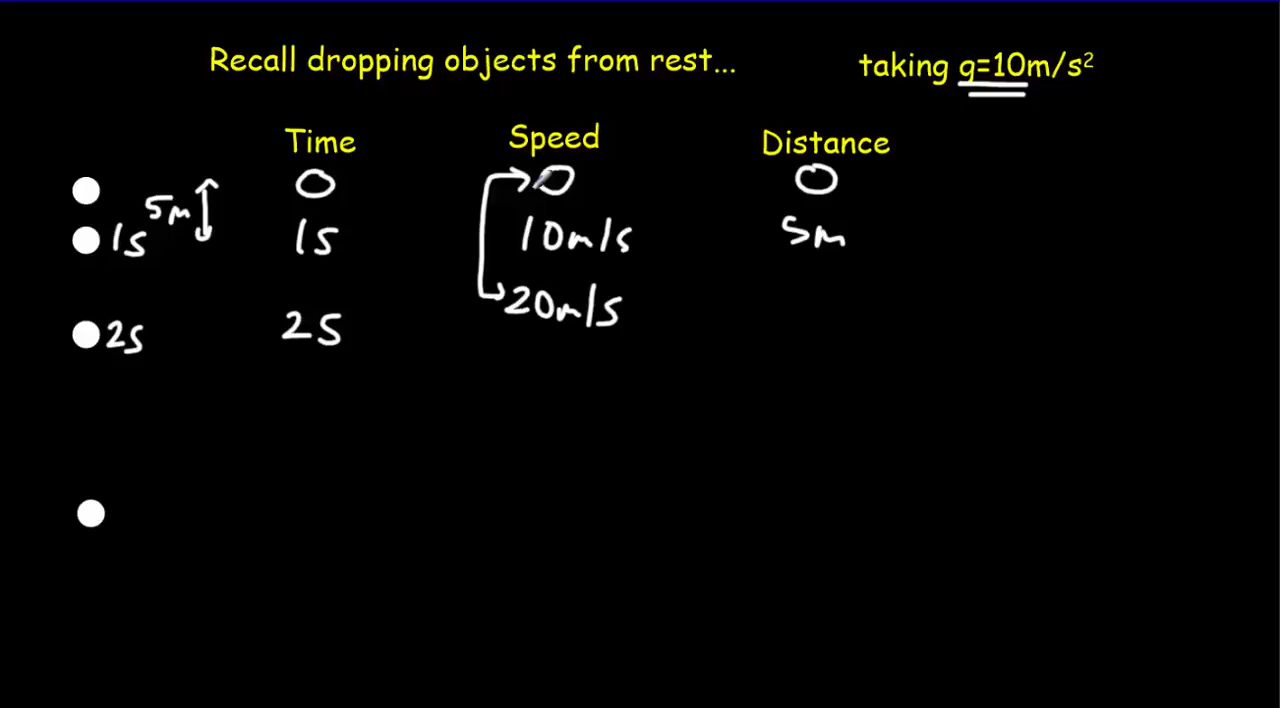 Recall dropping objects from rest... taking g=10m/s²
Time Speed Distance
0 0 0
5m
1s 1s 10m/s 5m
2s 2s 20m/s